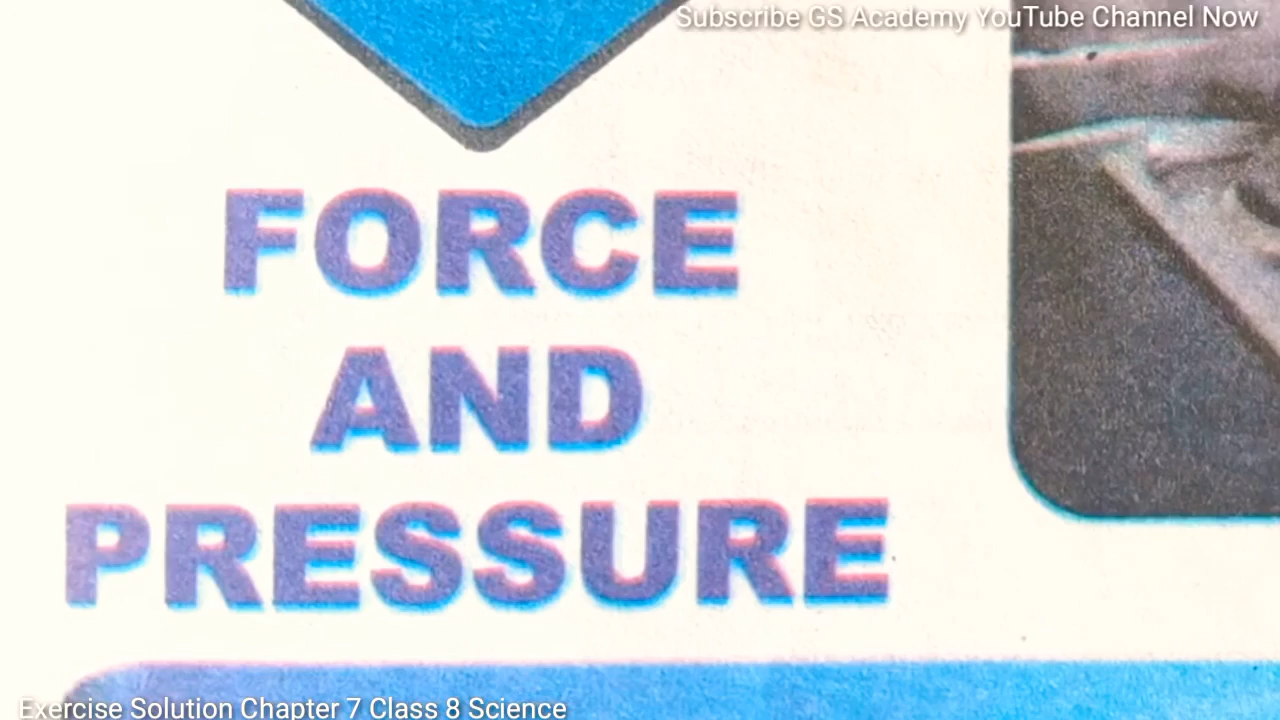 Subscribe GS Academy YouTube Channel Now
FORCE
AND
PRESSURE
Exercise Solution Chapter 7 Class 8 Science